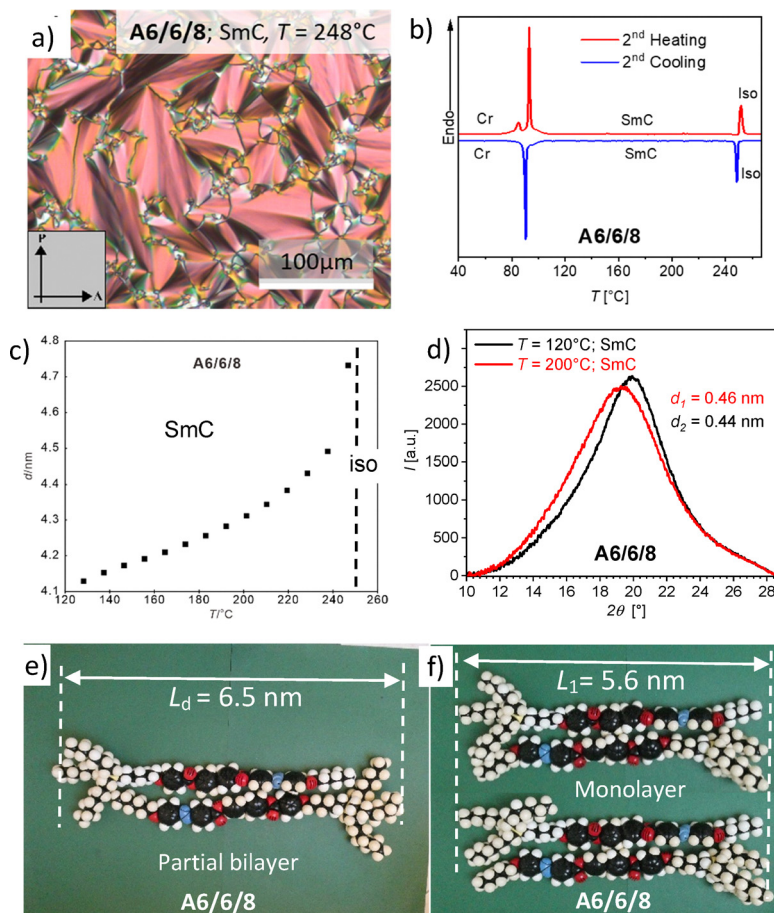 a)
A6/6/8; SmC, T = 248°C
P
A
100µm
b)
2nd Heating
2nd Cooling
Endo
Cr
SmC
Iso
Cr
SmC
Iso
A6/6/8
40 80 120 160 200 240
T [°C]
c)
4.8
4.7
4.6
4.5
4.4
4.3
4.2
4.1
d/nm
A6/6/8
SmC
iso
120 140 160 180 200 220 240 260
T/°C
d)
T = 120°C; SmC
T = 200°C; SmC
d1 = 0.46 nm
d2 = 0.44 nm
2500
2000
1500
1000
500
0
I [a.u.]
A6/6/8
10 12 14 16 18 20 22 24 26 28
2θ [°]
e)
Ld = 6.5 nm
Partial bilayer
A6/6/8
f)
L1= 5.6 nm
Monolayer
A6/6/8